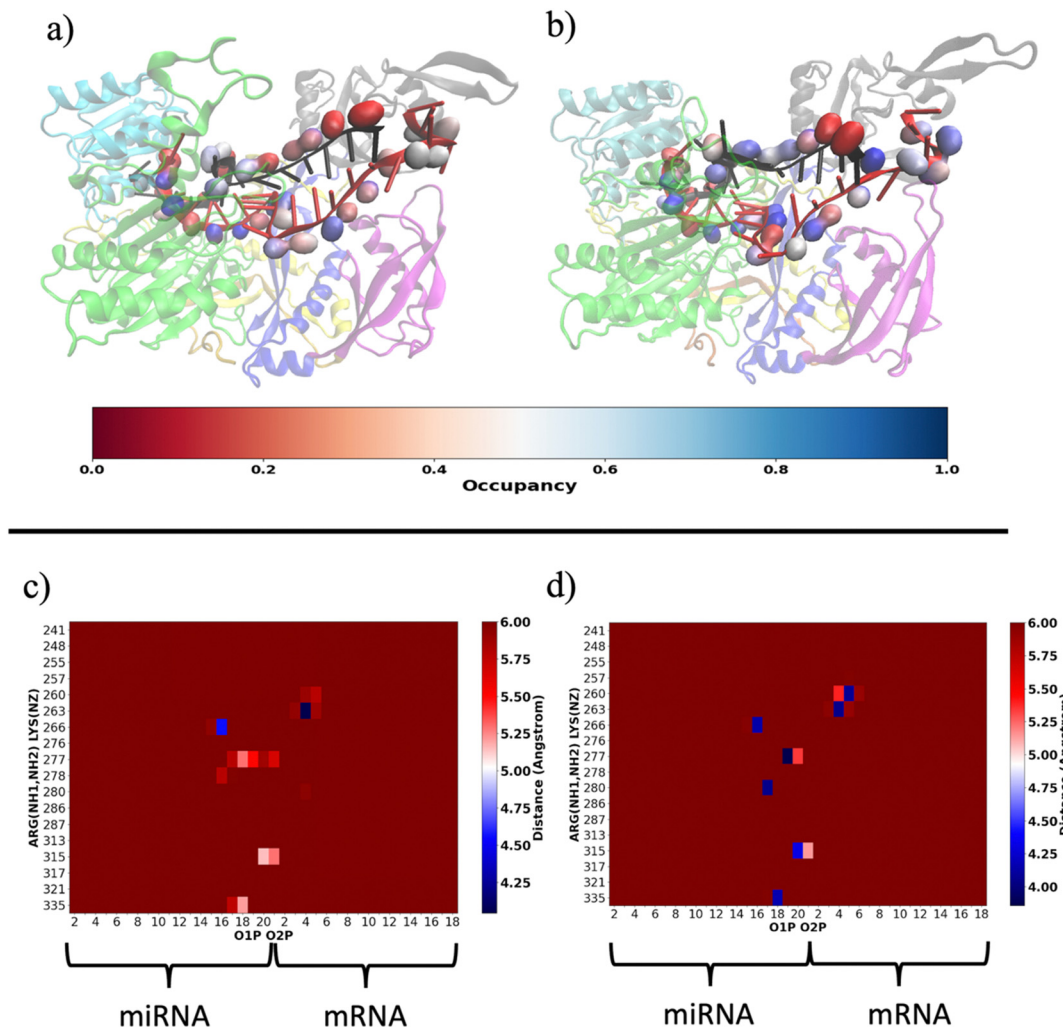 a)
b)
0.0 0.2 0.4 0.6 0.8 1.0
Occupancy
c)
d)
ARG(NH1,NH2) LYS(NZ)
241
248
255
257
260
263
266
276
277
278
280
286
287
313
315
317
321
335
2 4 6 8 10 12 14 16 18 20 2 4 6 8 10 12 14 16 18
O1P O2P
6.00
5.75
5.50
5.25
5.00
4.75
4.50
4.25
Distance (Angstrom)
miRNA
mRNA
ARG(NH1,NH2) LYS(NZ)
241
248
255
257
260
263
266
276
277
278
280
286
287
313
315
317
321
335
2 4 6 8 10 12 14 16 18 20 2 4 6 8 10 12 14 16 18
O1P O2P
6.00
5.75
5.50
5.25
5.00
4.75
4.50
4.25
4.00
Distance (Angstrom)
miRNA
mRNA